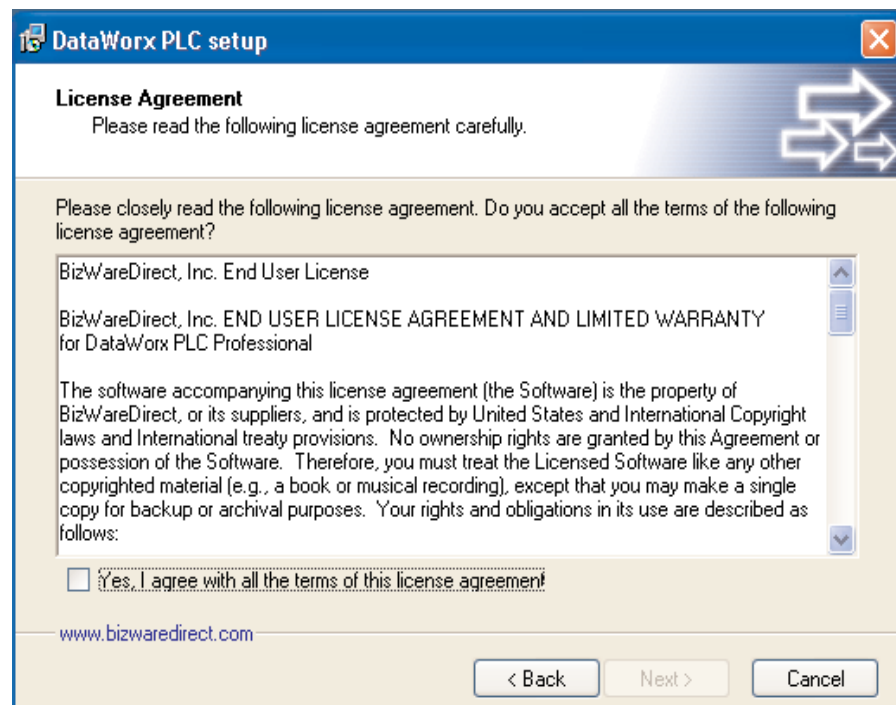 DataWorx PLC setup
License Agreement
Please read the following license agreement carefully.
Please closely read the following license agreement. Do you accept all the terms of the following
license agreement?
BizWareDirect, Inc. End User License
BizWareDirect, Inc. END USER LICENSE AGREEMENT AND LIMITED WARRANTY
for DataWorx PLC Professional
The software accompanying this license agreement (the Software) is the property of
BizWareDirect, or its suppliers, and is protected by United States and International Copyright
laws and International treaty provisions. No ownership rights are granted by this Agreement or
possession of the Software. Therefore, you must treat the Licensed Software like any other
copyrighted material (e.g., a book or musical recording), except that you may make a single
copy for backup or archival purposes. Your rights and obligations in its use are described as
follows:
Yes, I agree with all the terms of this license agreement
www.bizwaredirect.com
< Back
Next >
Cancel